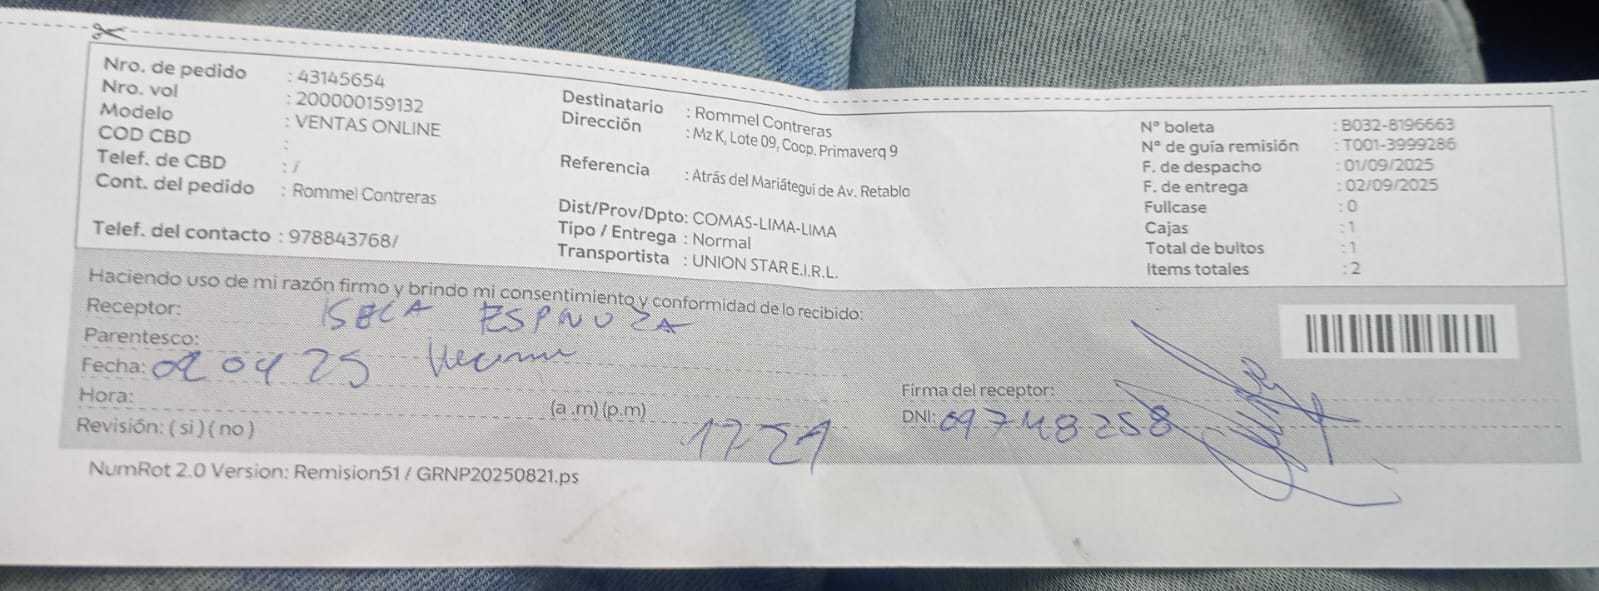 Nro. de pedido : 43145654
Nro. vol : 200000159132
Modelo : VENTAS ONLINE
COD CBD :
Telef. de CBD : /
Cont. del pedido : Rommel Contreras
Telef. del contacto : 978843768/
Destinatario : Rommel Contreras
Dirección : Mz K, Lote 09, Coop. Primaverq 9
Referencia : Atrás del Mariátegui de Av. Retablo
Dist/Prov/Dpto: COMAS-LIMA-LIMA
Tipo / Entrega : Normal
Transportista : UNION STAR E.I.R.L.
N° boleta : B032-8196663
N° de guía remisión : T001-3999286
F. de despacho : 01/09/2025
F. de entrega : 02/09/2025
Fullcase : 0
Cajas : 1
Total de bultos : 1
Items totales : 2
Haciendo uso de mi razón firmo y brindo mi consentimiento y conformidad de lo recibido:
Receptor: ESPNOZA
Parentesco:
Fecha: 02 09 25
Hora: (a .m) (p.m)
Revisión: ( si ) ( no )
Firma del receptor:
DNI: 09748258
NumRot 2.0 Version: Remision51 / GRNP20250821.ps